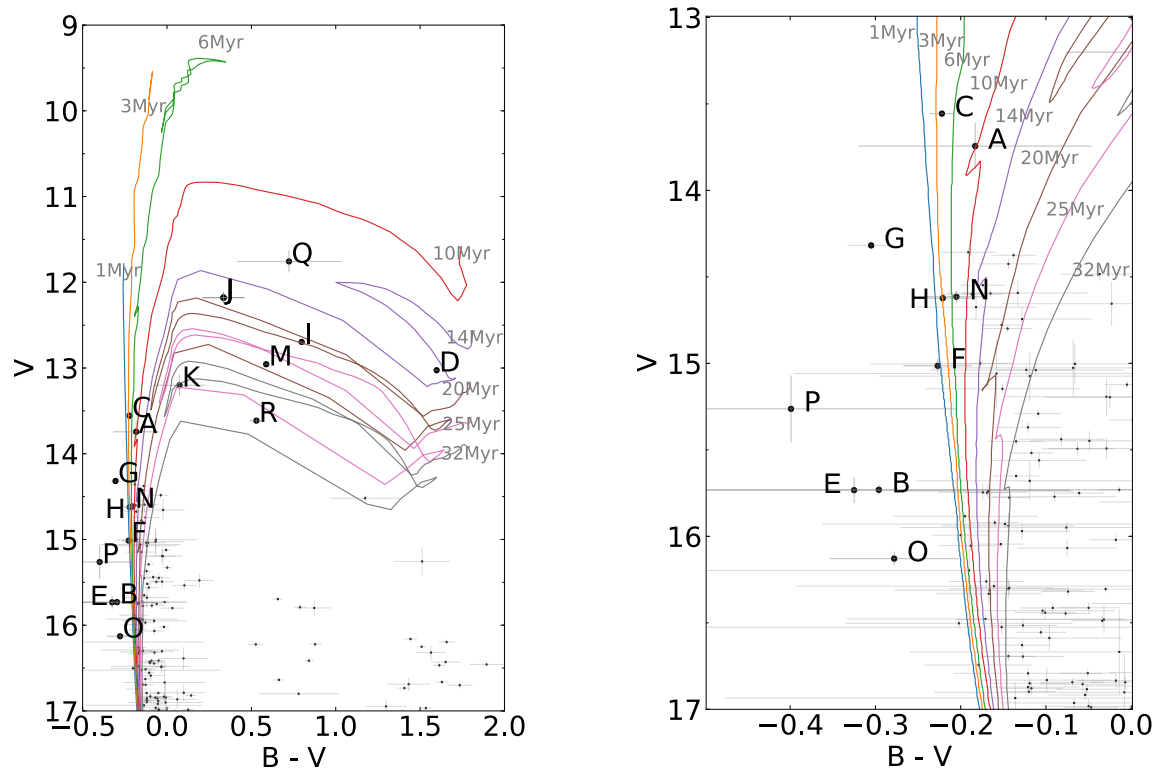 9
10
11
12
13
14
15
16
17
V
−0.5
0.0
0.5
1.0
1.5
2.0
B - V
6Myr
3Myr
1Myr
10Myr
14Myr
20Myr
25Myr
32Myr
Q
J
I
M
D
K
C
A
R
G
H
N
F
P
E
B
O
13
14
15
16
17
V
−0.4
−0.3
−0.2
−0.1
0.0
B - V
1Myr
3Myr
6Myr
10Myr
14Myr
20Myr
25Myr
32Myr
C
A
G
H
N
F
P
E
B
O